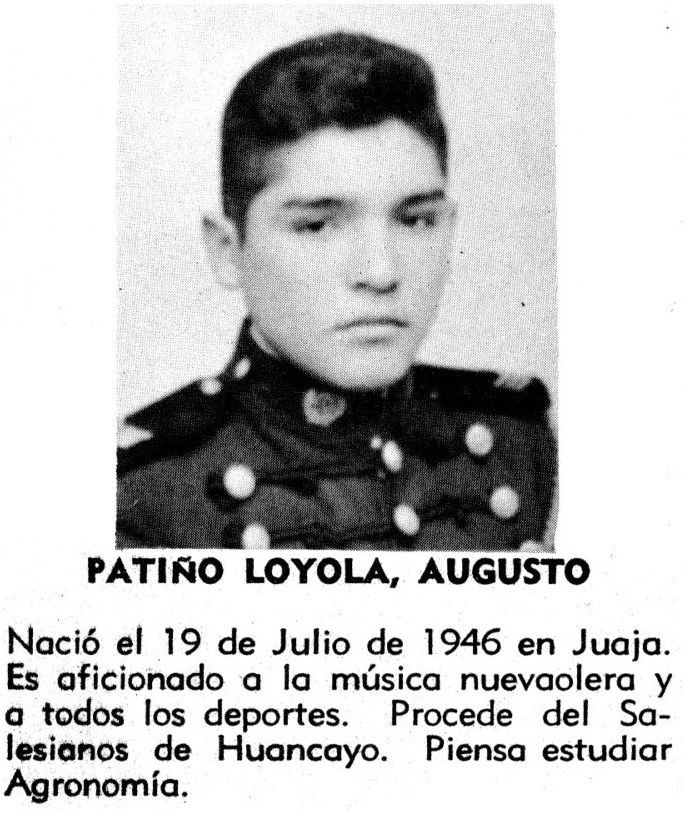 PATIÑO LOYOLA, AUGUSTO
Nació el 19 de Julio de 1946 en Juaja.
Es aficionado a la música nuevaolera y
a todos los deportes. Procede del Sa-
lesianos de Huancayo. Piensa estudiar
Agronomía.